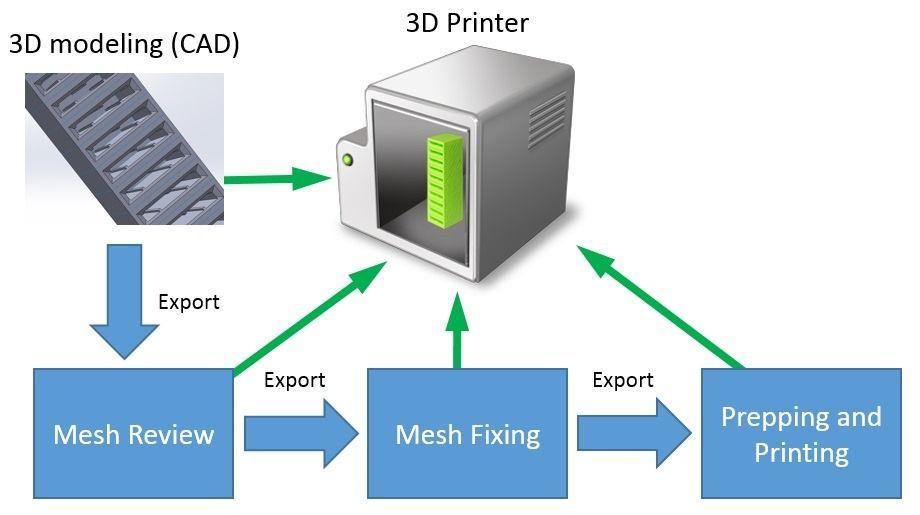 3D Printer
3D modeling (CAD)
Export
Export
Export
Mesh Review
Mesh Fixing
Prepping and
Printing